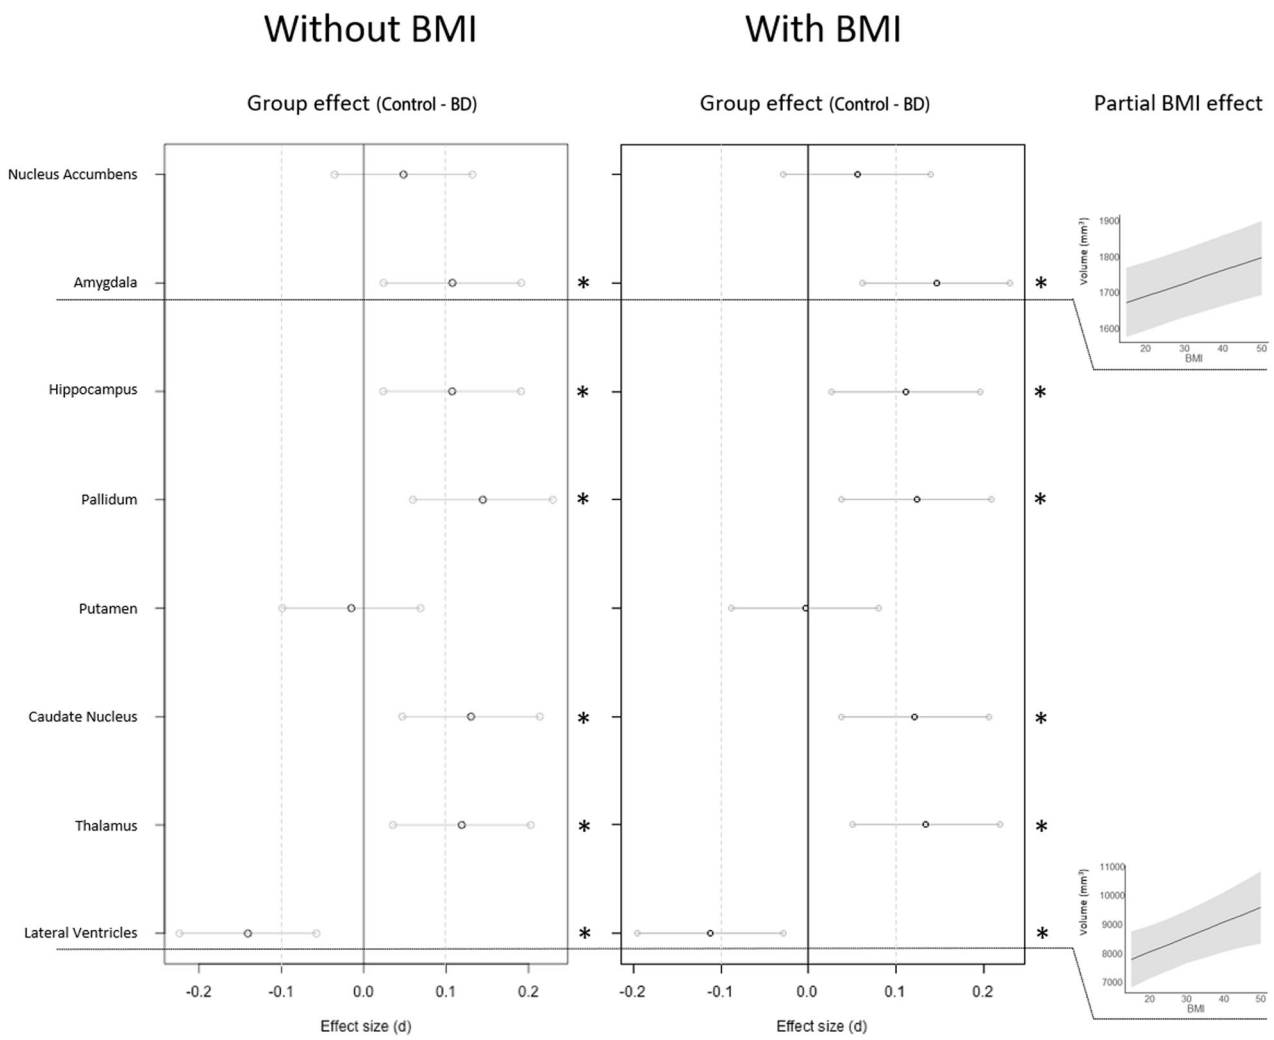 Without BMI
With BMI
Group effect (Control - BD)
Group effect (Control - BD)
Partial BMI effect
Nucleus Accumbens
Amygdala
*
*
Hippocampus
*
*
Pallidum
*
*
Putamen
Caudate Nucleus
*
*
Thalamus
*
*
Lateral Ventricles
*
*
-0.2 -0.1 0.0 0.1 0.2
Effect size (d)
-0.2 -0.1 0.0 0.1 0.2
Effect size (d)
Volume (mm³)
1900
1800
1700
1600
20 30 40 50
BMI
Volume (mm³)
11000
10000
9000
8000
7000
20 30 40 50
BMI